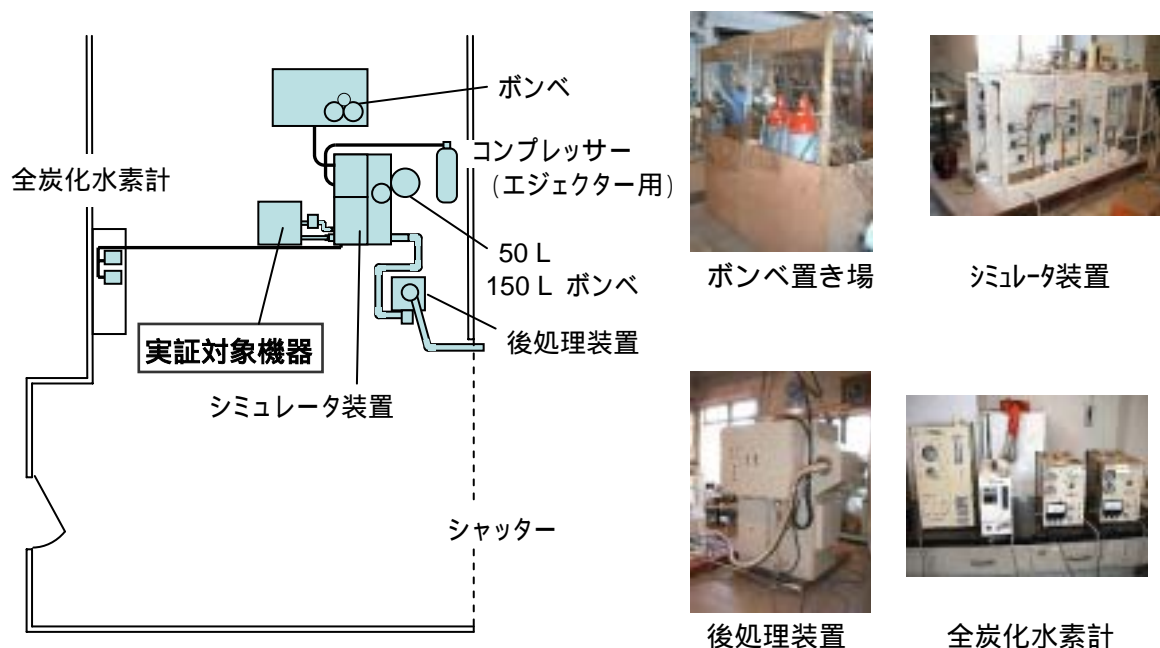 ボンベ
コンプレッサー
(エジェクター用)
全炭化水素計
50 L
150 L ボンベ
後処理装置
実証対象機器
シミュレータ装置
シャッター
ボンベ置き場
ｼﾐｭﾚｰﾀ装置
後処理装置
全炭化水素計